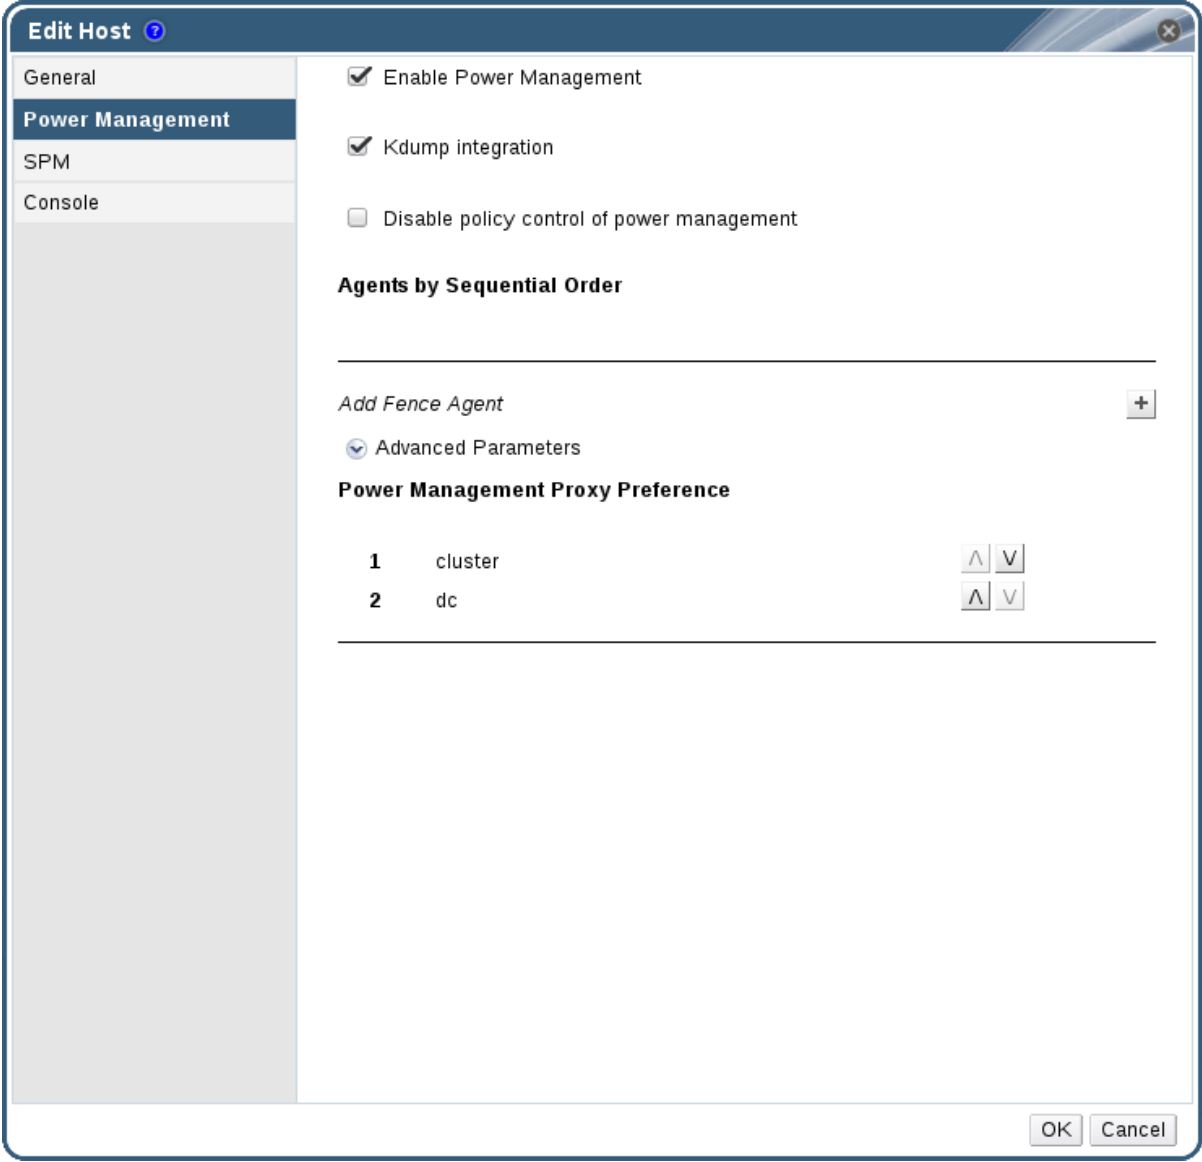 Edit Host ?
General
Power Management
SPM
Console
Enable Power Management
Kdump integration
Disable policy control of power management
Agents by Sequential Order
Add Fence Agent +
Advanced Parameters
Power Management Proxy Preference
1 cluster
2 dc
OK Cancel